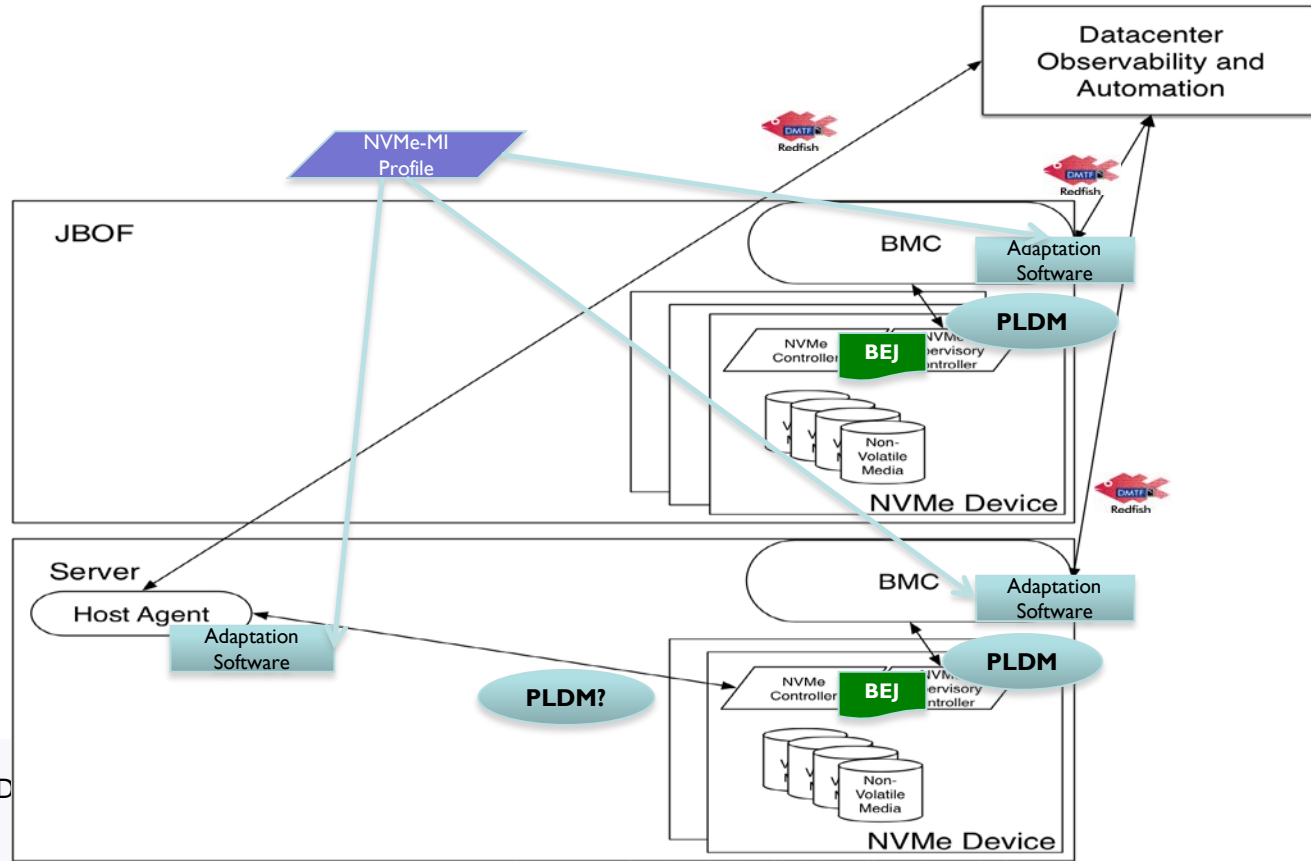 Datacenter
Observability and
Automation
DMTF
Redfish
NVMe-MI
Profile
DMTF
Redfish
JBOF
BMC
Adaptation
Software
PLDM
NVMe
Controller
BEJ
NVMe
Non-
Volatile
Media
NVMe Device
DMTF
Redfish
Server
Host Agent
Adaptation
Software
BMC
Adaptation
Software
PLDM
PLDM?
NVMe
Controller
BEJ
Non-
Volatile
Media
NVMe Device
D